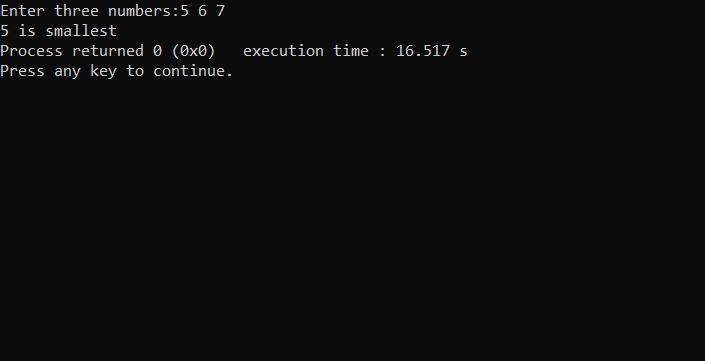 Enter three numbers:5 6 7
5 is smallest
Process returned 0 (0x0)   execution time : 16.517 s
Press any key to continue.